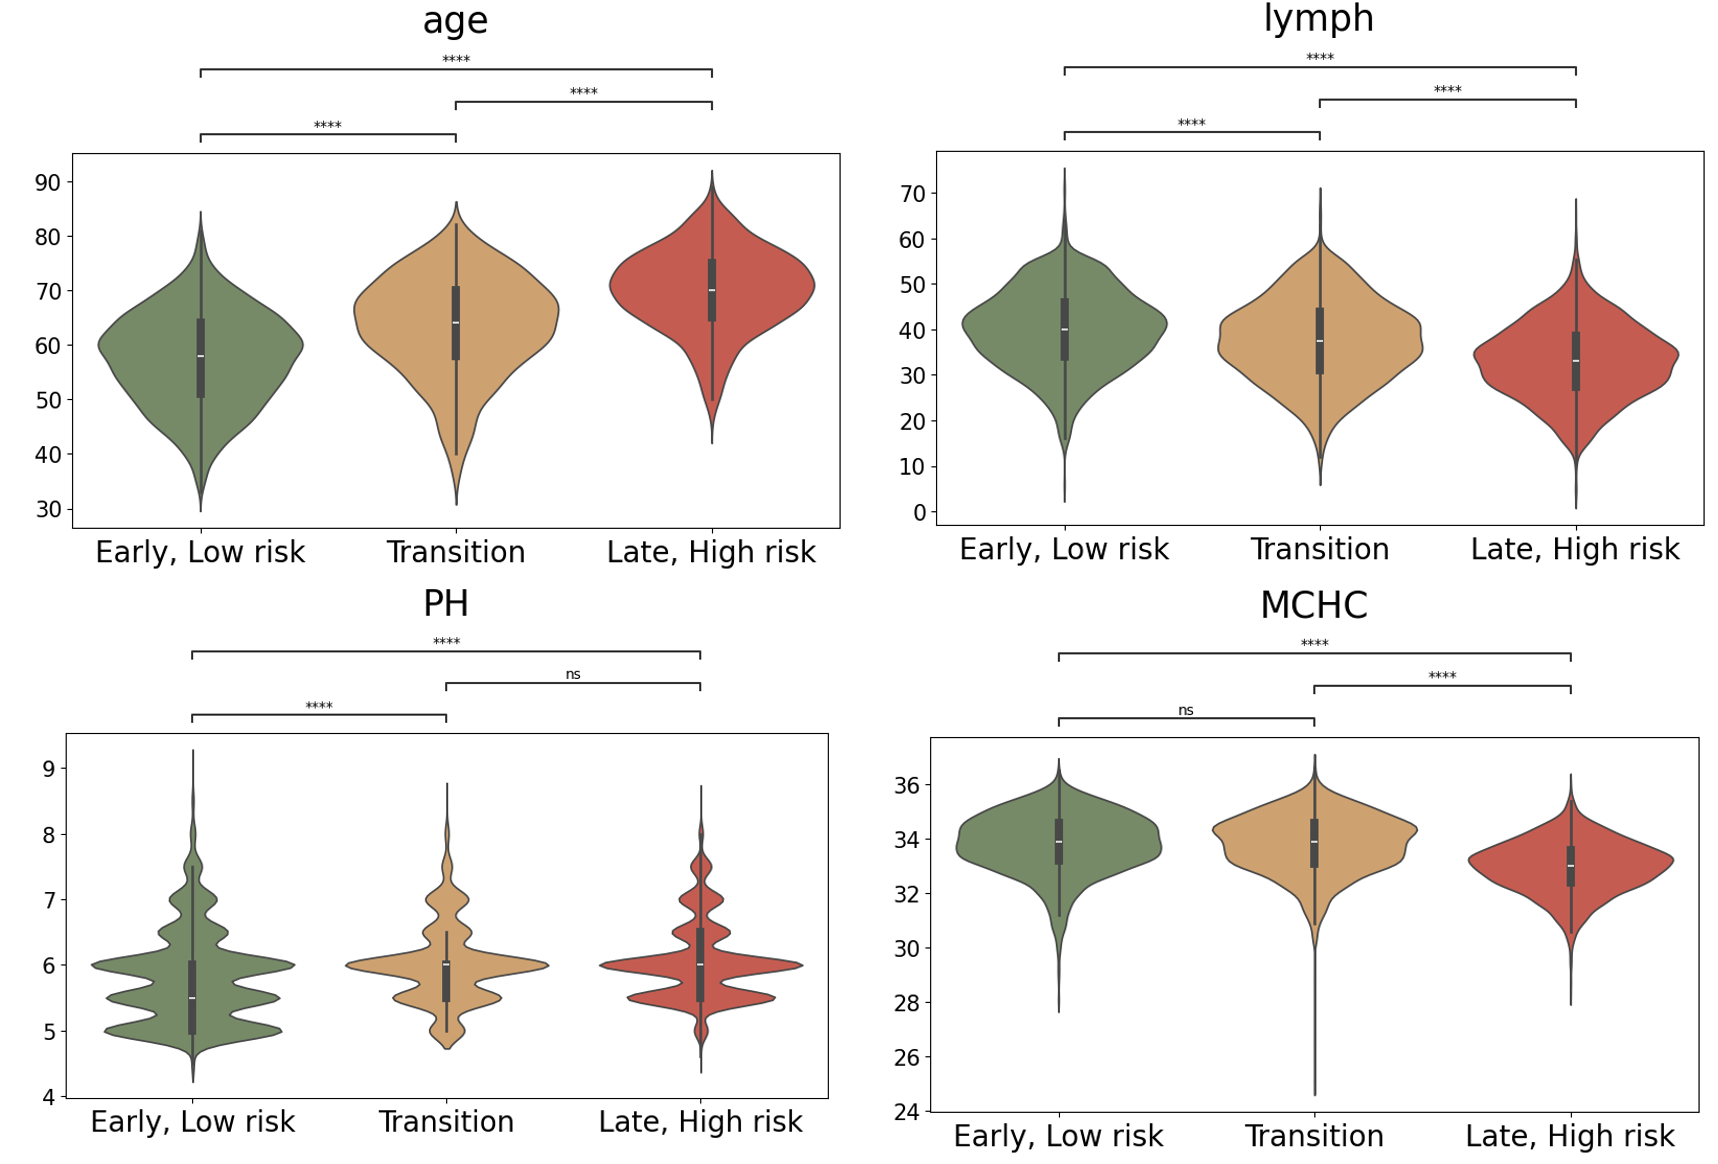 age
****
****
****
90
80
70
60
50
40
30
Early, Low risk
Transition
Late, High risk
lymph
****
****
****
70
60
50
40
30
20
10
0
Early, Low risk
Transition
Late, High risk
PH
****
ns
****
9
8
7
6
5
4
Early, Low risk
Transition
Late, High risk
MCHC
****
****
ns
36
34
32
30
28
26
24
Early, Low risk
Transition
Late, High risk